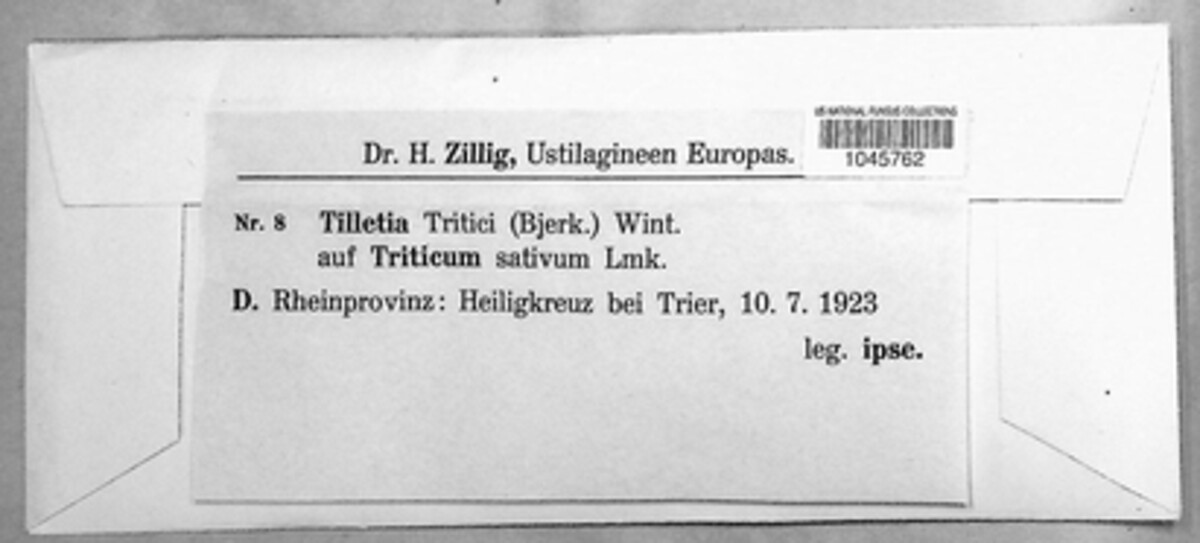 US NATIONAL FUNGUS COLLECTIONS
1045762
Dr. H. Zillig, Ustilagineen Europas.
Nr. 8 Tilletia Tritici (Bjerk.) Wint.
auf Triticum sativum Lmk.
D. Rheinprovinz: Heiligkreuz bei Trier, 10. 7. 1923
leg. ipse.